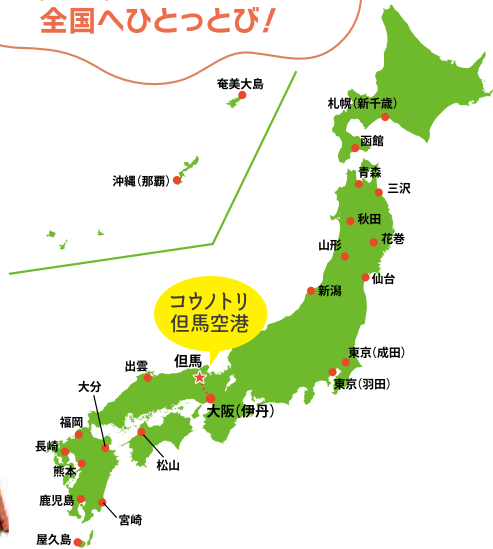 全国へひとっとび!
奄美大島
札幌(新千歳)
函館
沖縄(那覇)
青森
三沢
秋田
花巻
山形
仙台
新潟
コウノトリ
但馬空港
東京(成田)
但馬
出雲
東京(羽田)
大分
大阪(伊丹)
福岡
長崎
松山
熊本
鹿児島
宮崎
屋久島